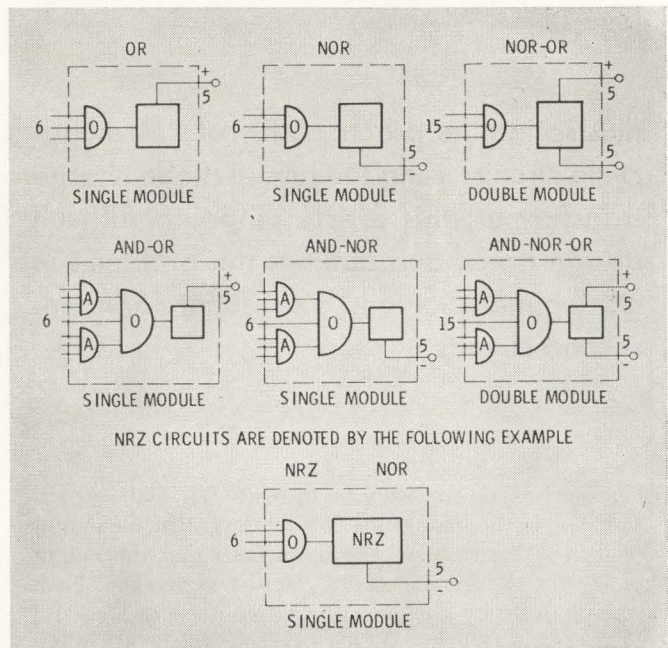 OR NOR NOR-OR
+ +
5 5
6 O 6 O 15 O
5 5
- -
SINGLE MODULE SINGLE MODULE DOUBLE MODULE
AND-OR AND-NOR AND-NOR-OR
+ +
A 5 A A 5
6 O 6 O 15 O
A A 5 A 5
- -
SINGLE MODULE SINGLE MODULE DOUBLE MODULE
NRZ CIRCUITS ARE DENOTED BY THE FOLLOWING EXAMPLE
NRZ NOR
6 O NRZ
5
-
SINGLE MODULE